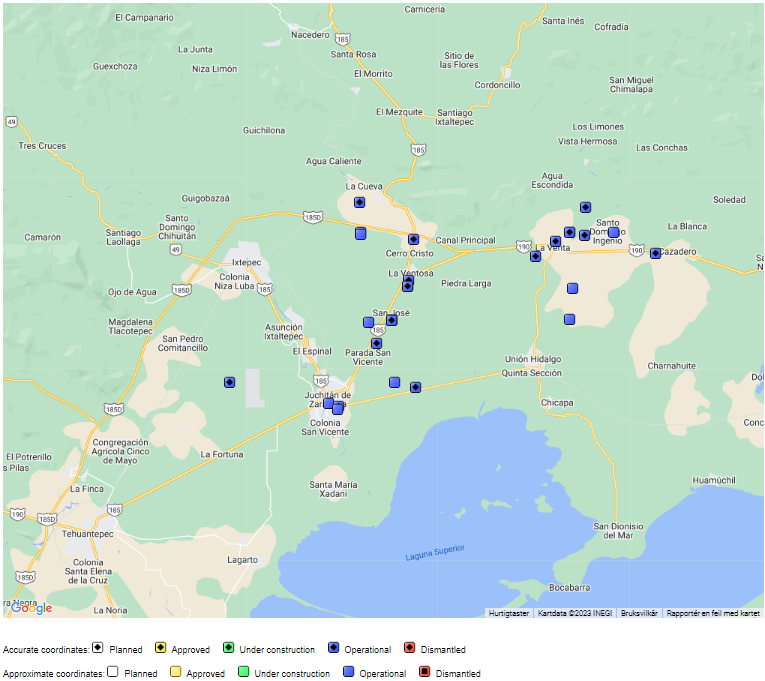 El Campanario
Carnicería
Santa Inés
Cofradía
Nacedero
185
La Junta
Santa Rosa
Sitio de
las Flores
Guexchoza
Niza Limón
El Morrito
Cordoncillo
San Miguel
Chimalapa
El Mezquite
Santiago
Ixtaltepec
49
Guichilona
Los Limones
Tres Cruces
185
Vista Hermosa
Las Conchas
Agua Caliente
La Cueva
Agua
Escondida
Guigobazaá
Soledad
Santo
Domingo
Chihuitán
185D
Santo
Domingo
Ingenio
La Blanca
Camarón
Santiago
Laollaga
49
Canal Principal
190
La Venta
190
Cazadero
Cerro Cristo
Ixtepec
La Ventosa
Colonia
Niza Luba
Piedra Larga
Ojo de Agua
185D
185
Magdalena
Tlacotepec
San José
Asunción
Ixtaltepec
185
San Pedro
Comitancillo
El Espinal
Parada San
Vicente
Unión Hidalgo
Charnahuite
Quinta Sección
185
Juchitán de
Chicapa
185D
Colonia
San Vicente
Congregación
Agrícola Cinco
de Mayo
El Potrerillo
La Fortuna
Santa María
Xadani
La Finca
Huamúchil
190
185D
185
Tehuantepec
San Dionisio
del Mar
Laguna Superior
Colonia
Santa Elena
de la Cruz
Lagarto
185D
Bocabarra
La Noria
Google
Hurtigtaster
Kartdata ©2023 INEGI
Bruksvilkår
Rapportér en feil med kartet
Accurate coordinates: Planned Approved Under construction Operational Dismantled
Approximate coordinates: Planned Approved Under construction Operational Dismantled